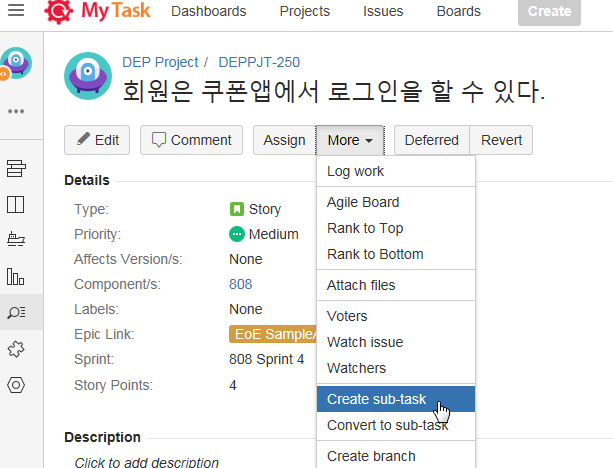 My Task Dashboards Projects Issues Boards Create
DEP Project / DEPPJT-250
회원은 쿠폰앱에서 로그인을 할 수 있다.
Edit Comment Assign More Deferred Revert
Log work
Agile Board
Rank to Top
Rank to Bottom
Attach files
Voters
Watch issue
Watchers
Create sub-task
Convert to sub-task
Create branch
Details
Type: Story
Priority: Medium
Affects Version/s: None
Component/s: 808
Labels: None
Epic Link: EoE Sample
Sprint: 808 Sprint 4
Story Points: 4
Description
Click to add description